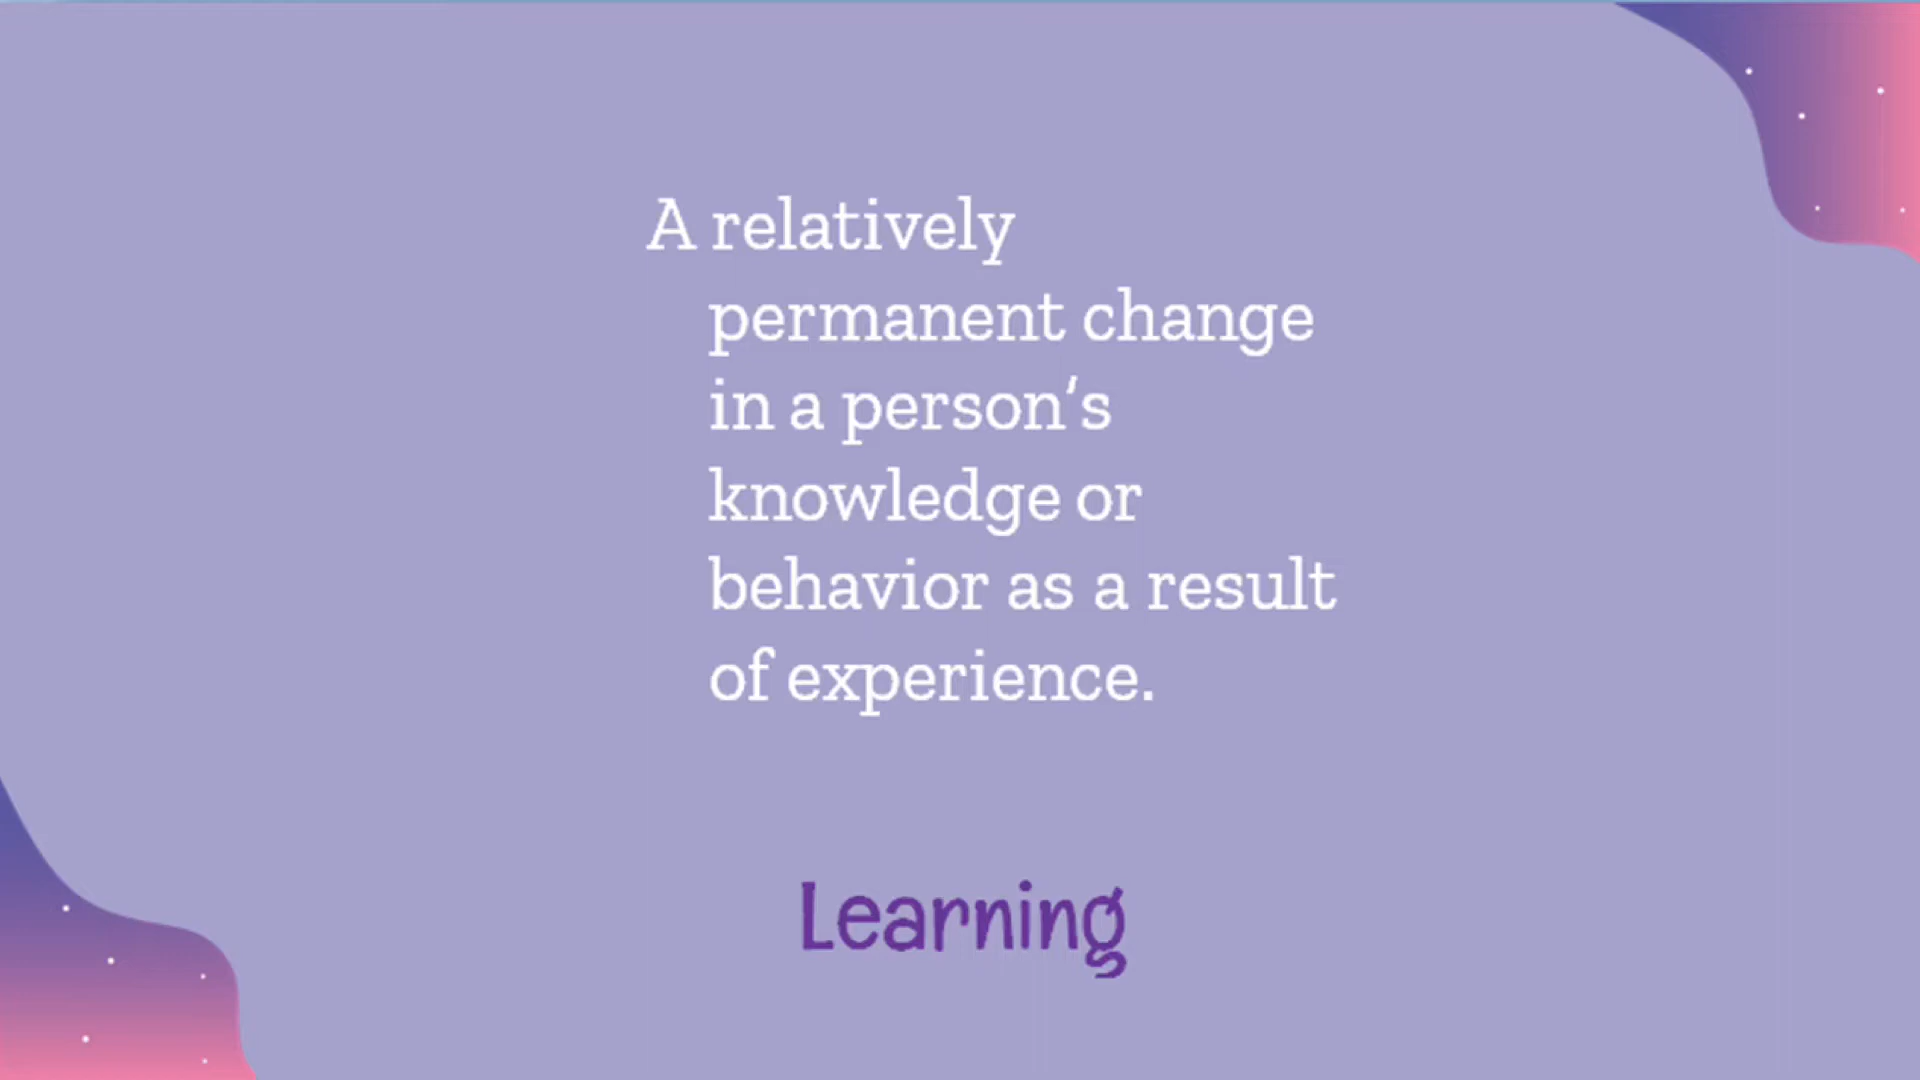 A relatively
permanent change
in a person's
knowledge or
behavior as a result
of experience.
Learning